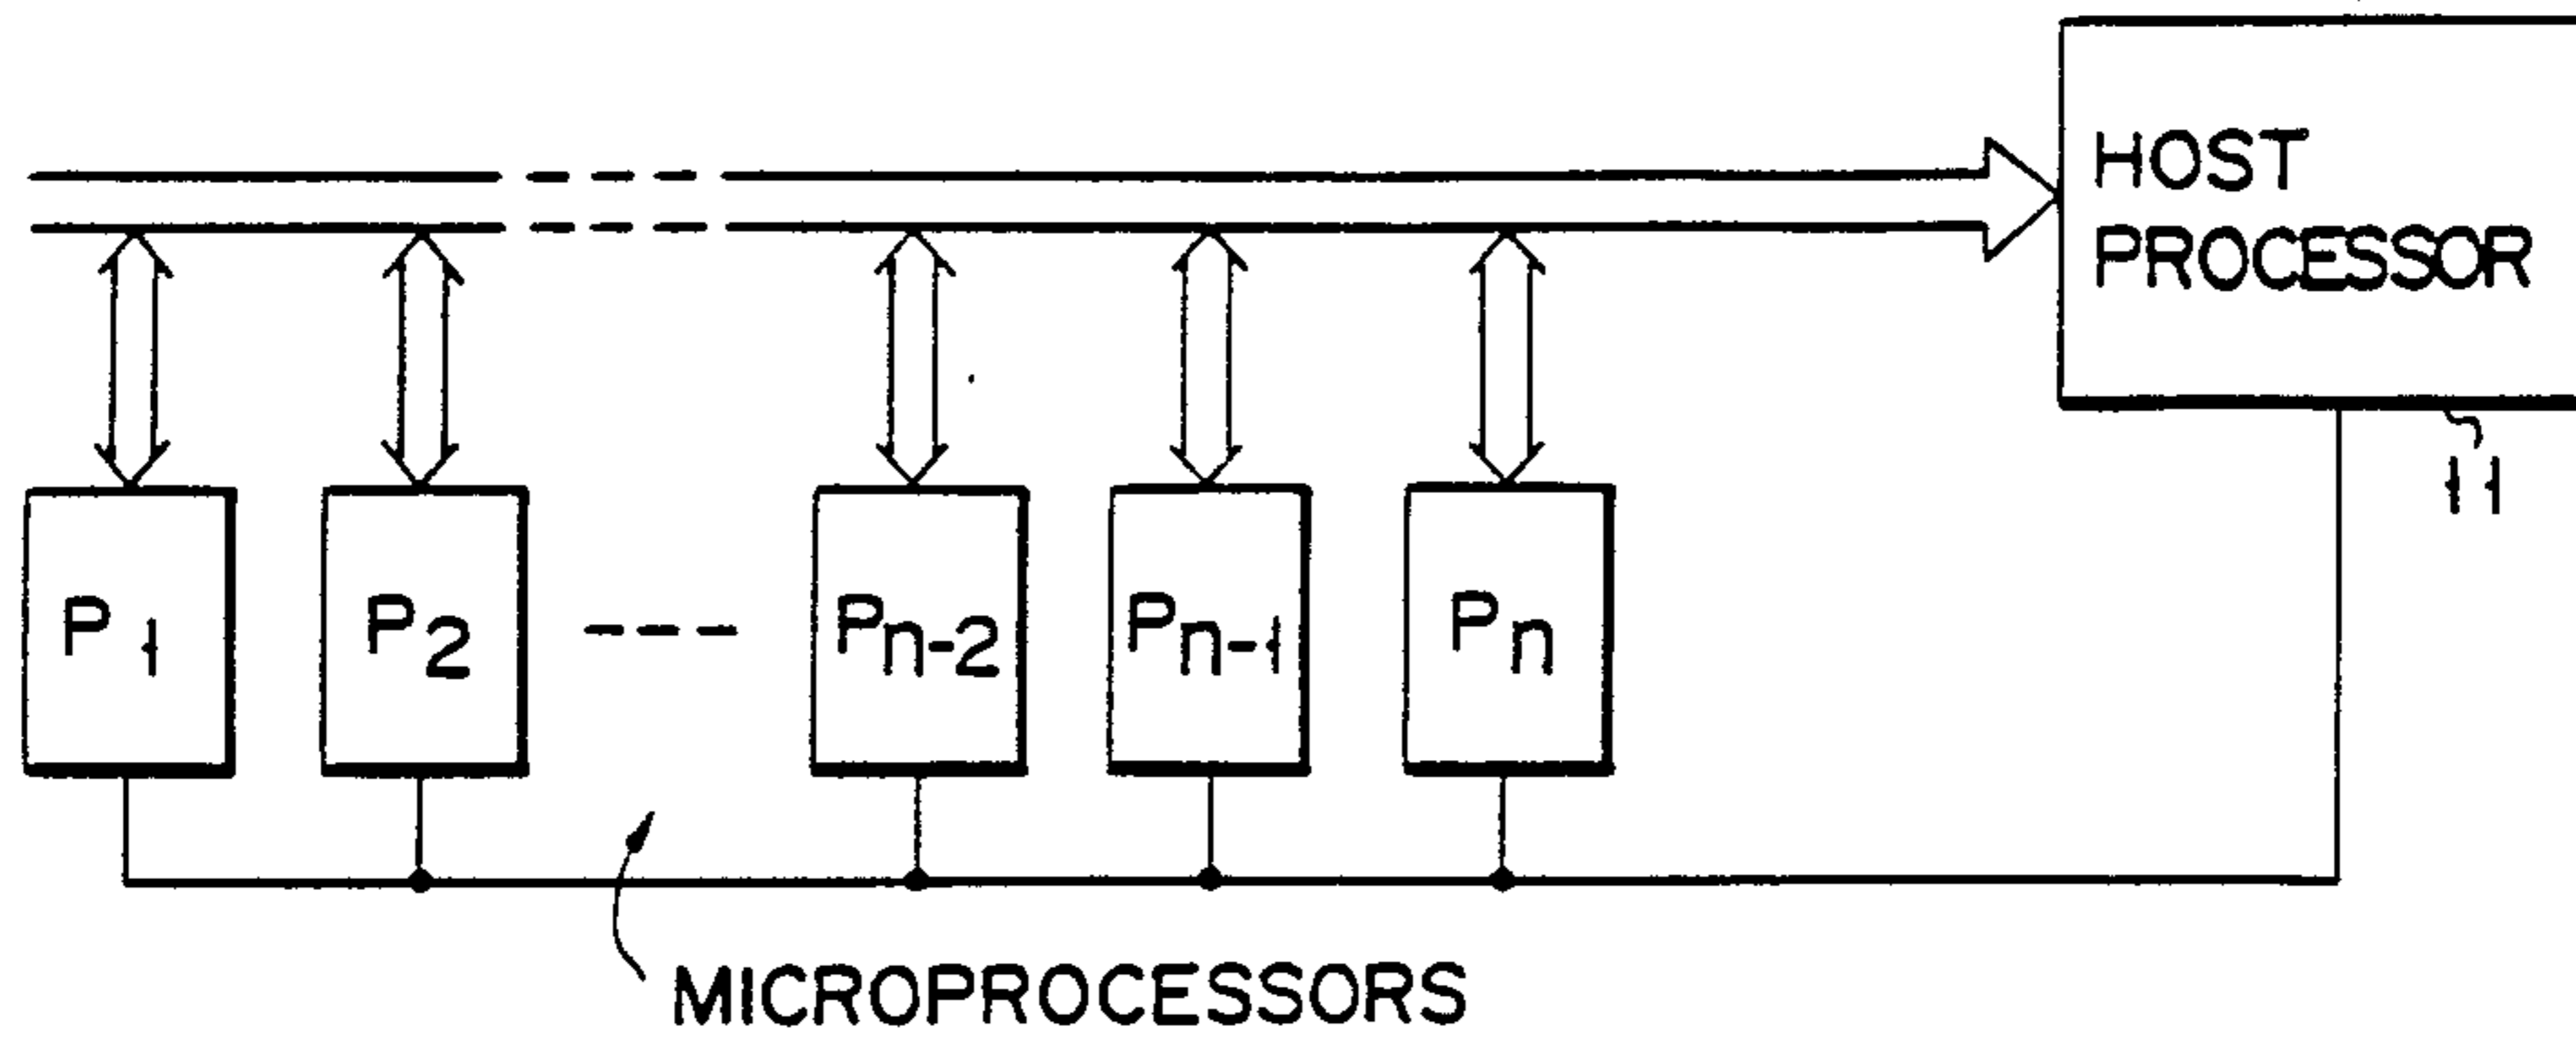 HOST
PROCESSOR
11
P1
P2
Pn-2
Pn-1
Pn
MICROPROCESSORS